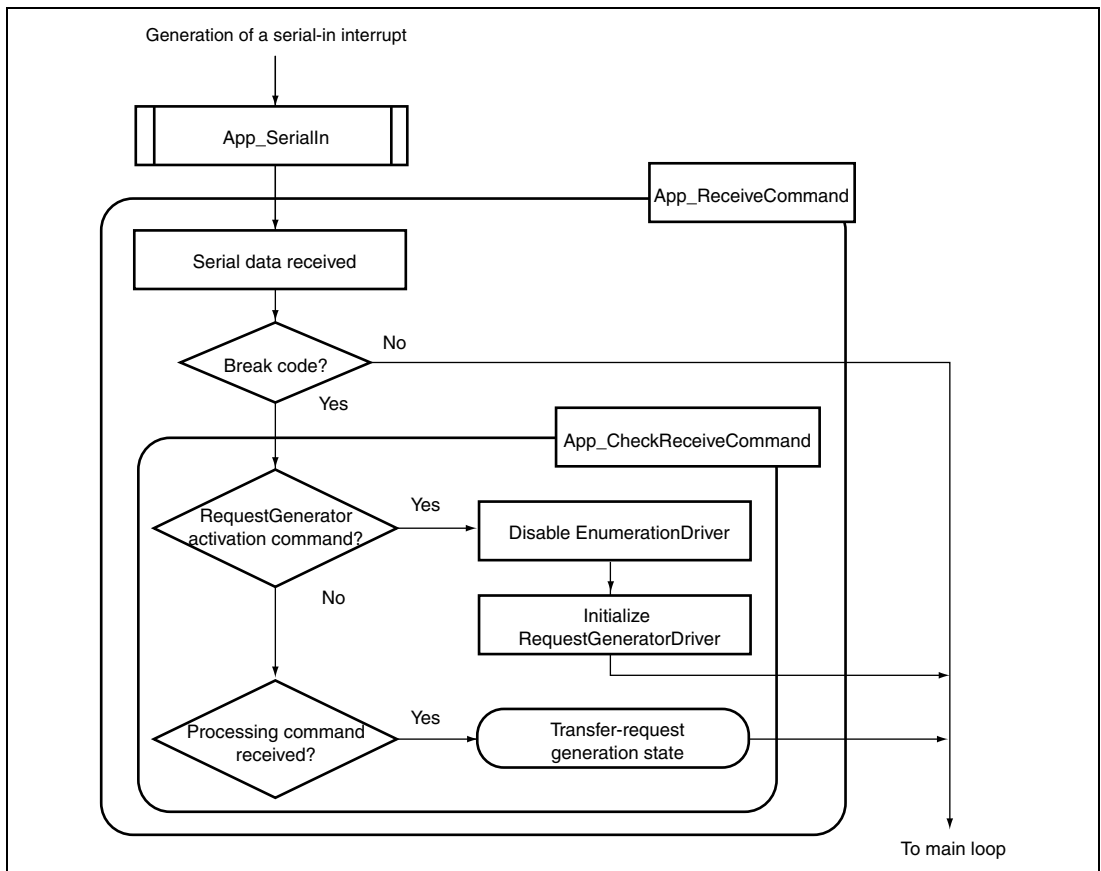 Generation of a serial-in interrupt
App_SerialIn
App_ReceiveCommand
Serial data received
No
Break code?
Yes
App_CheckReceiveCommand
Yes
RequestGenerator
activation command?
Disable EnumerationDriver
No
Initialize
RequestGeneratorDriver
Yes
Processing command
received?
Transfer-request
generation state
To main loop